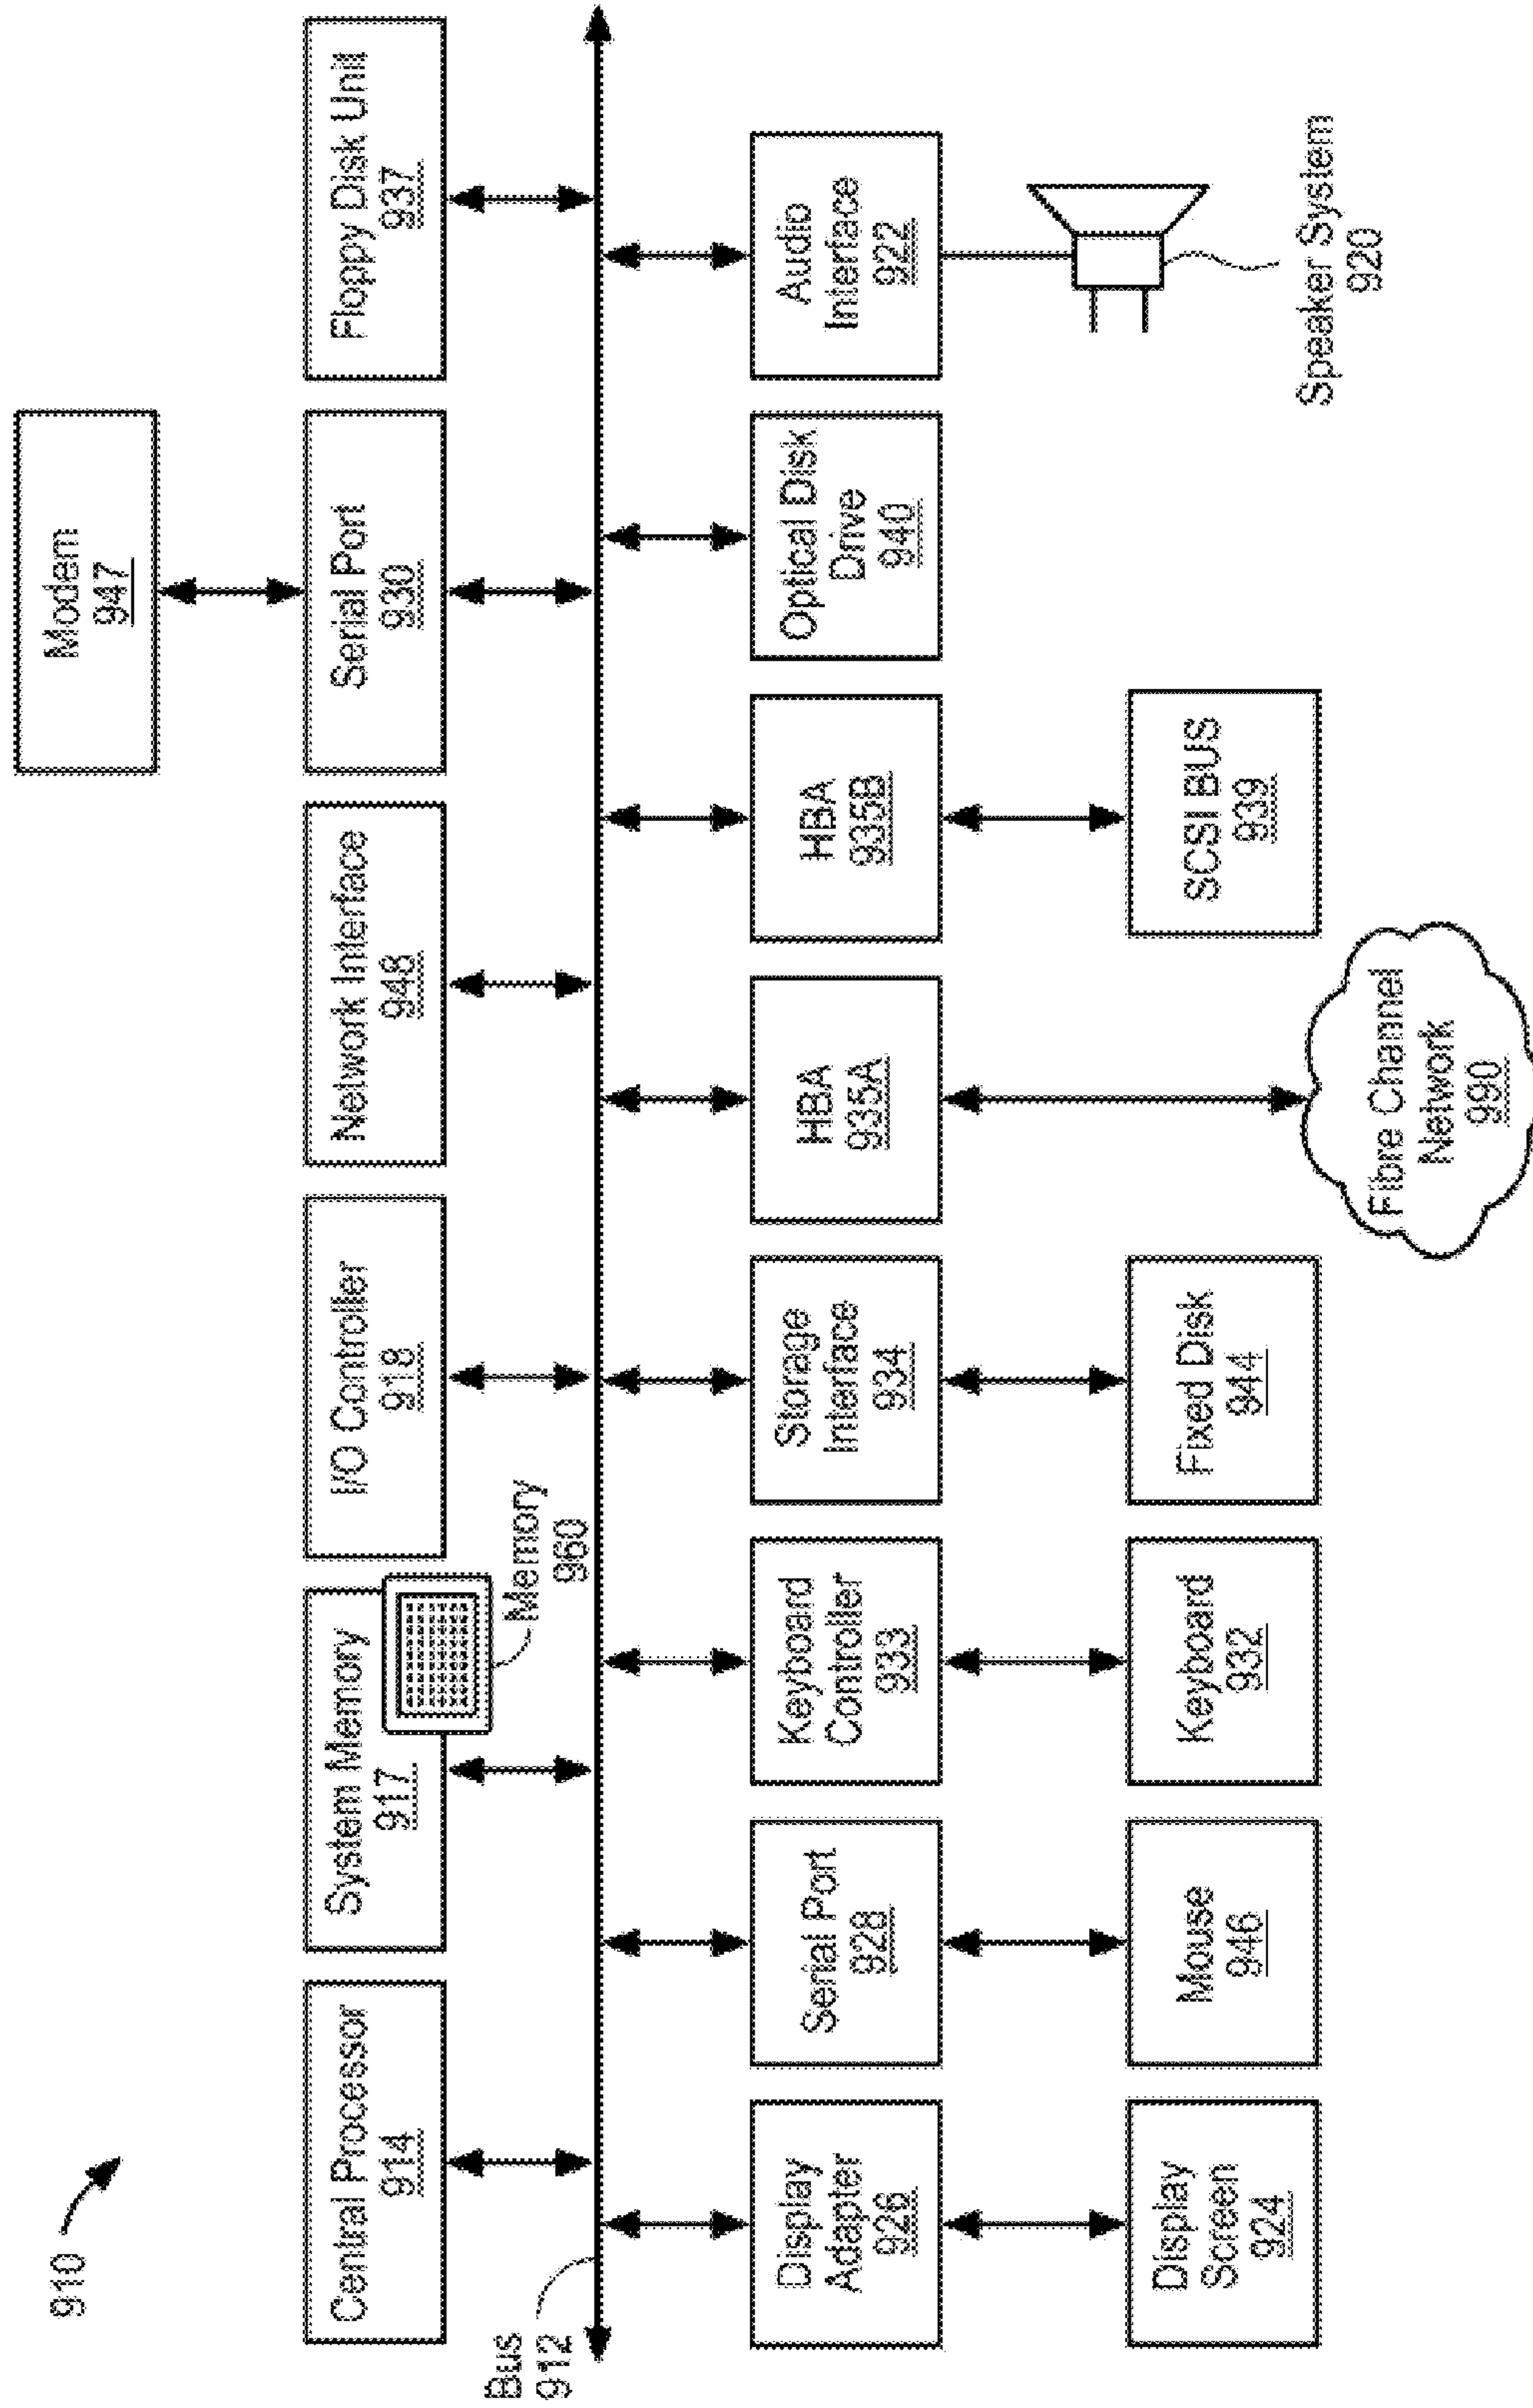 910
Modem
947
Central Processor
914
System Memory
917
Memory
960
I/O Controller
918
Network Interface
948
Serial Port
930
Floppy Disk Unit
937
Bus
912
Display
Adapter
926
Serial Port
928
Keyboard
Controller
933
Storage
Interface
934
HBA
935A
HBA
935B
Optical Disk
Drive
940
Audio
Interface
922
Display
Screen
924
Mouse
946
Keyboard
932
Fixed Disk
944
Fibre Channel
Network
990
SCSI BUS
939
Speaker System
920